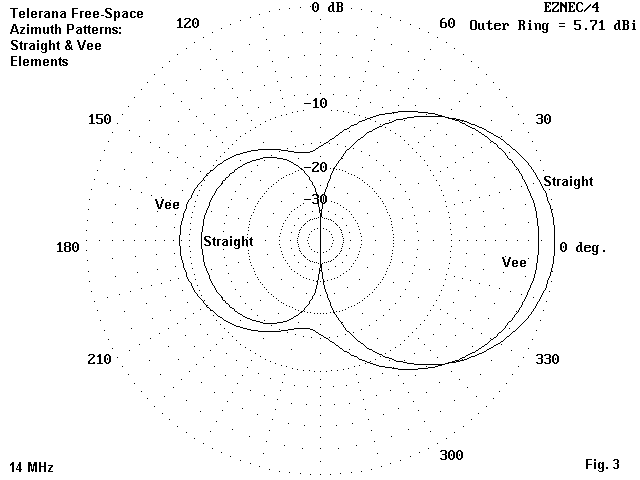 Telerana Free-Space
Azimuth Patterns:
Straight & Vee
Elements
0 dB
EZNEC/4
Outer Ring = 5.71 dBi
120
60
-10
150
30
-20
Straight
-30
Vee
180
Straight
0 deg.
Vee
210
330
300
14 MHz
Fig. 3